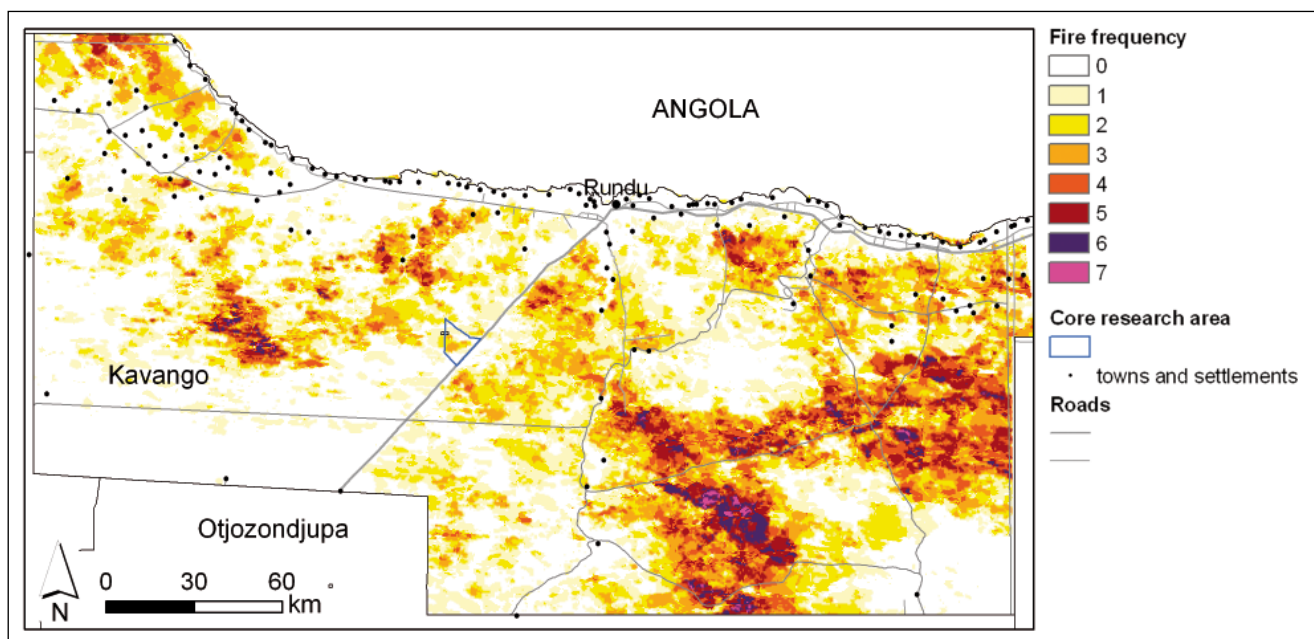 Fire frequency
0
1
2
3
4
5
6
7
Core research area
towns and settlements
Roads
ANGOLA
Rundu
Kavango
Otjozondjupa
N
0 30 60
km